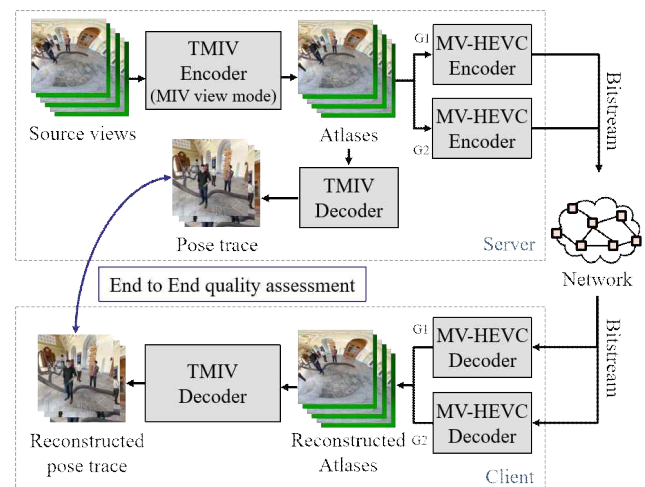 Source views
TMIV
Encoder
(MIV view mode)
Atlases
G1
MV-HEVC
Encoder
G2
MV-HEVC
Encoder
Bitstream
TMIV
Decoder
Pose trace
Server
Network
End to End quality assessment
Bitstream
G1
MV-HEVC
Decoder
G2
MV-HEVC
Decoder
Reconstructed
Atlases
TMIV
Decoder
Reconstructed
pose trace
Client